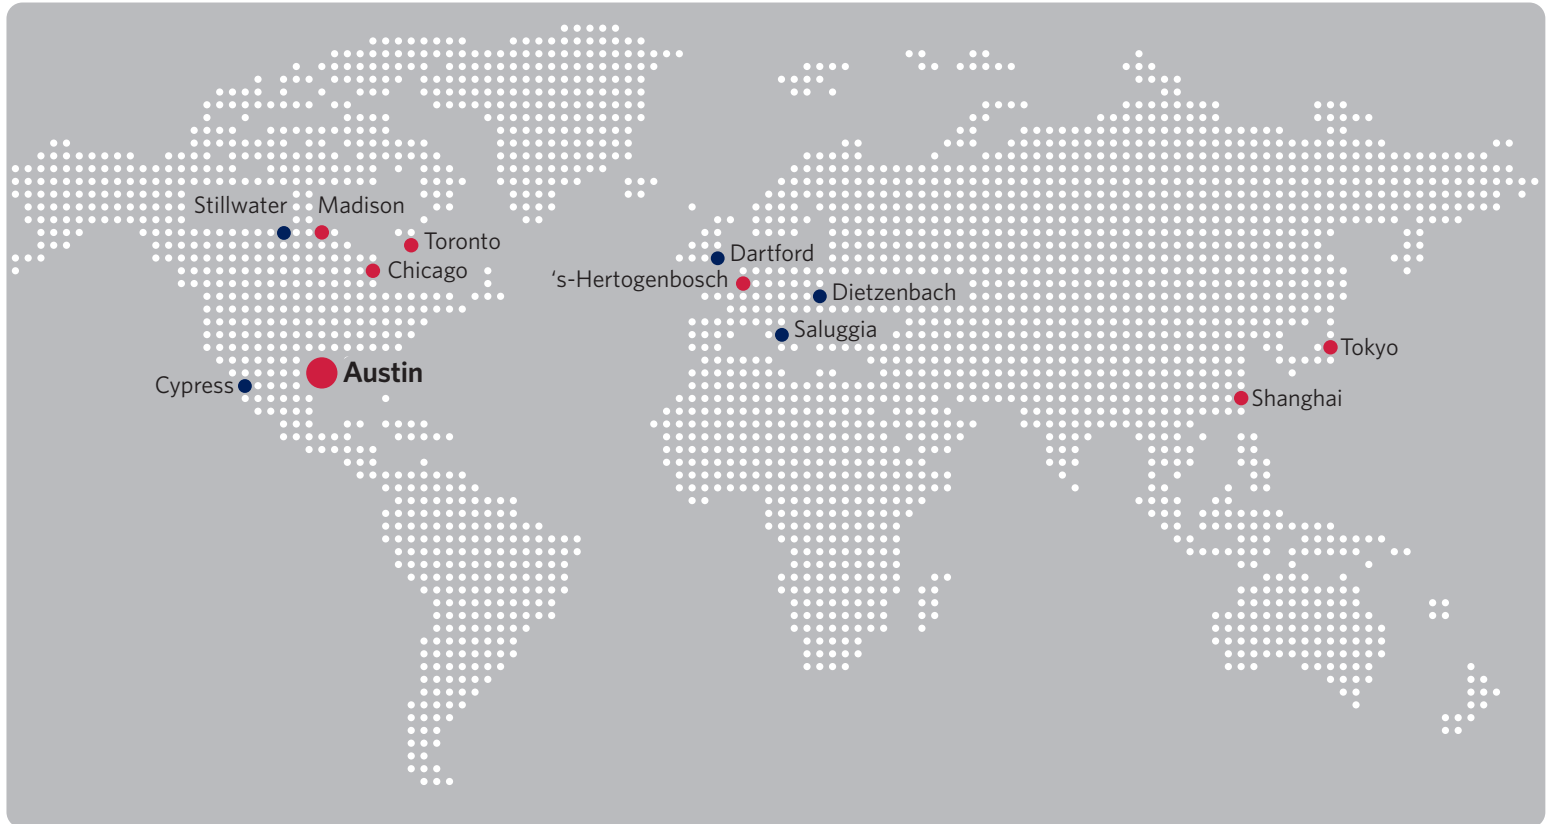 Stillwater
Madison
Toronto
Chicago
Dartford
‘s-Hertogenbosch
Dietzenbach
Saluggia
Tokyo
Austin
Cypress
Shanghai